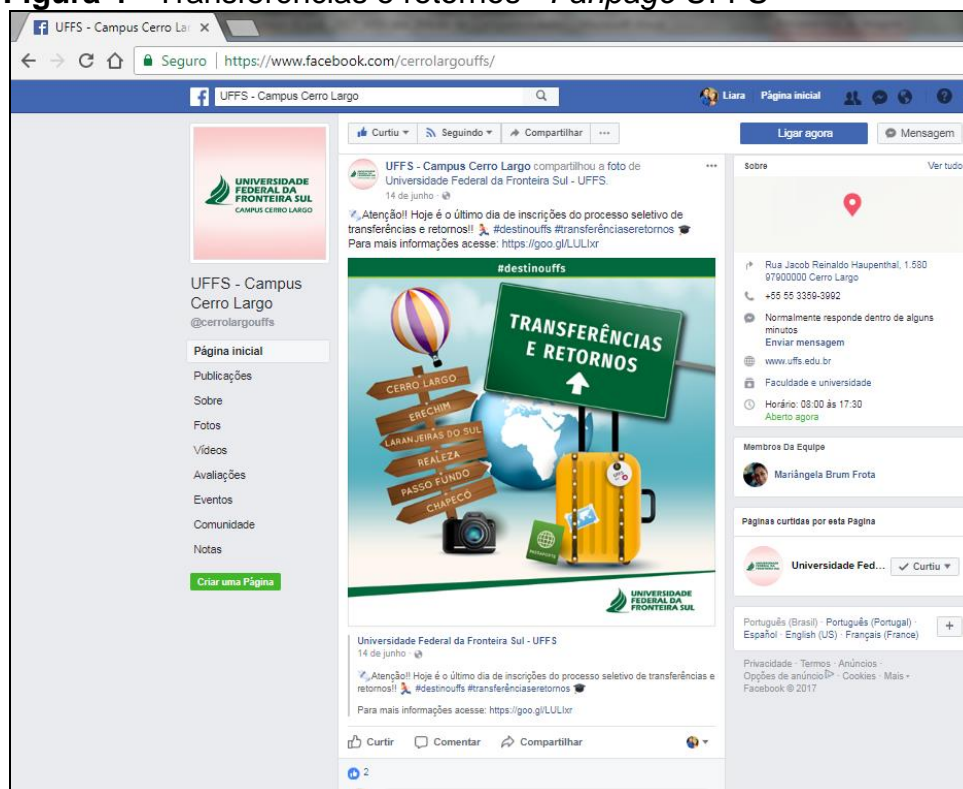 Figura 4 - Transferências e retornos - Fanpage UFFS
UFFS - Campus Cerro La
Seguro | https://www.facebook.com/cerrolargouffs/
UFFS - Campus Cerro Largo
Liara Página inicial
UNIVERSIDADE
FEDERAL DA
FRONTEIRA SUL
CAMPUS CERRO LARGO
UFFS - Campus
Cerro Largo
@cerrolargouffs
Página inicial
Publicações
Sobre
Fotos
Vídeos
Avaliações
Eventos
Comunidade
Notas
Criar uma Página
Curtiu Seguindo Compartilhar ...
UFFS - Campus Cerro Largo compartilhou a foto de
Universidade Federal da Fronteira Sul - UFFS.
14 de junho ·
Atenção!! Hoje é o último dia de inscrições do processo seletivo de
transferências e retornos!! #destinouffs #transferênciaseretornos
Para mais informações acesse: https://goo.gl/LULIxr
#destinouffs
TRANSFERÊNCIAS
E RETORNOS
CERRO LARGO
ERECHIM
LARANJEIRAS DO SUL
REALEZA
PASSO FUNDO
CHAPECÓ
PASSAPORTE
UNIVERSIDADE
FEDERAL DA
FRONTEIRA SUL
Universidade Federal da Fronteira Sul - UFFS
14 de junho ·
Atenção!! Hoje é o último dia de inscrições do processo seletivo de transferências e
retornos!! #destinouffs #transferênciaseretornos
Para mais informações acesse: https://goo.gl/LULIxr
Curtir Comentar Compartilhar
2
Ligar agora Mensagem
Sobre Ver tudo
Rua Jacob Reinaldo Haupenthal, 1.580
97900000 Cerro Largo
+55 55 3359-3992
Normalmente responde dentro de alguns
minutos
Enviar mensagem
www.uffs.edu.br
Faculdade e universidade
Horário: 08:00 às 17:30
Aberto agora
Membros Da Equipe
Mariângela Brum Frota
Páginas curtidas por esta Página
Universidade Fed... Curtiu
Português (Brasil) · Português (Portugal) ·
Español · English (US) · Français (France)
Privacidade · Termos · Anúncios ·
Opções de anúncio · Cookies · Mais
Facebook © 2017